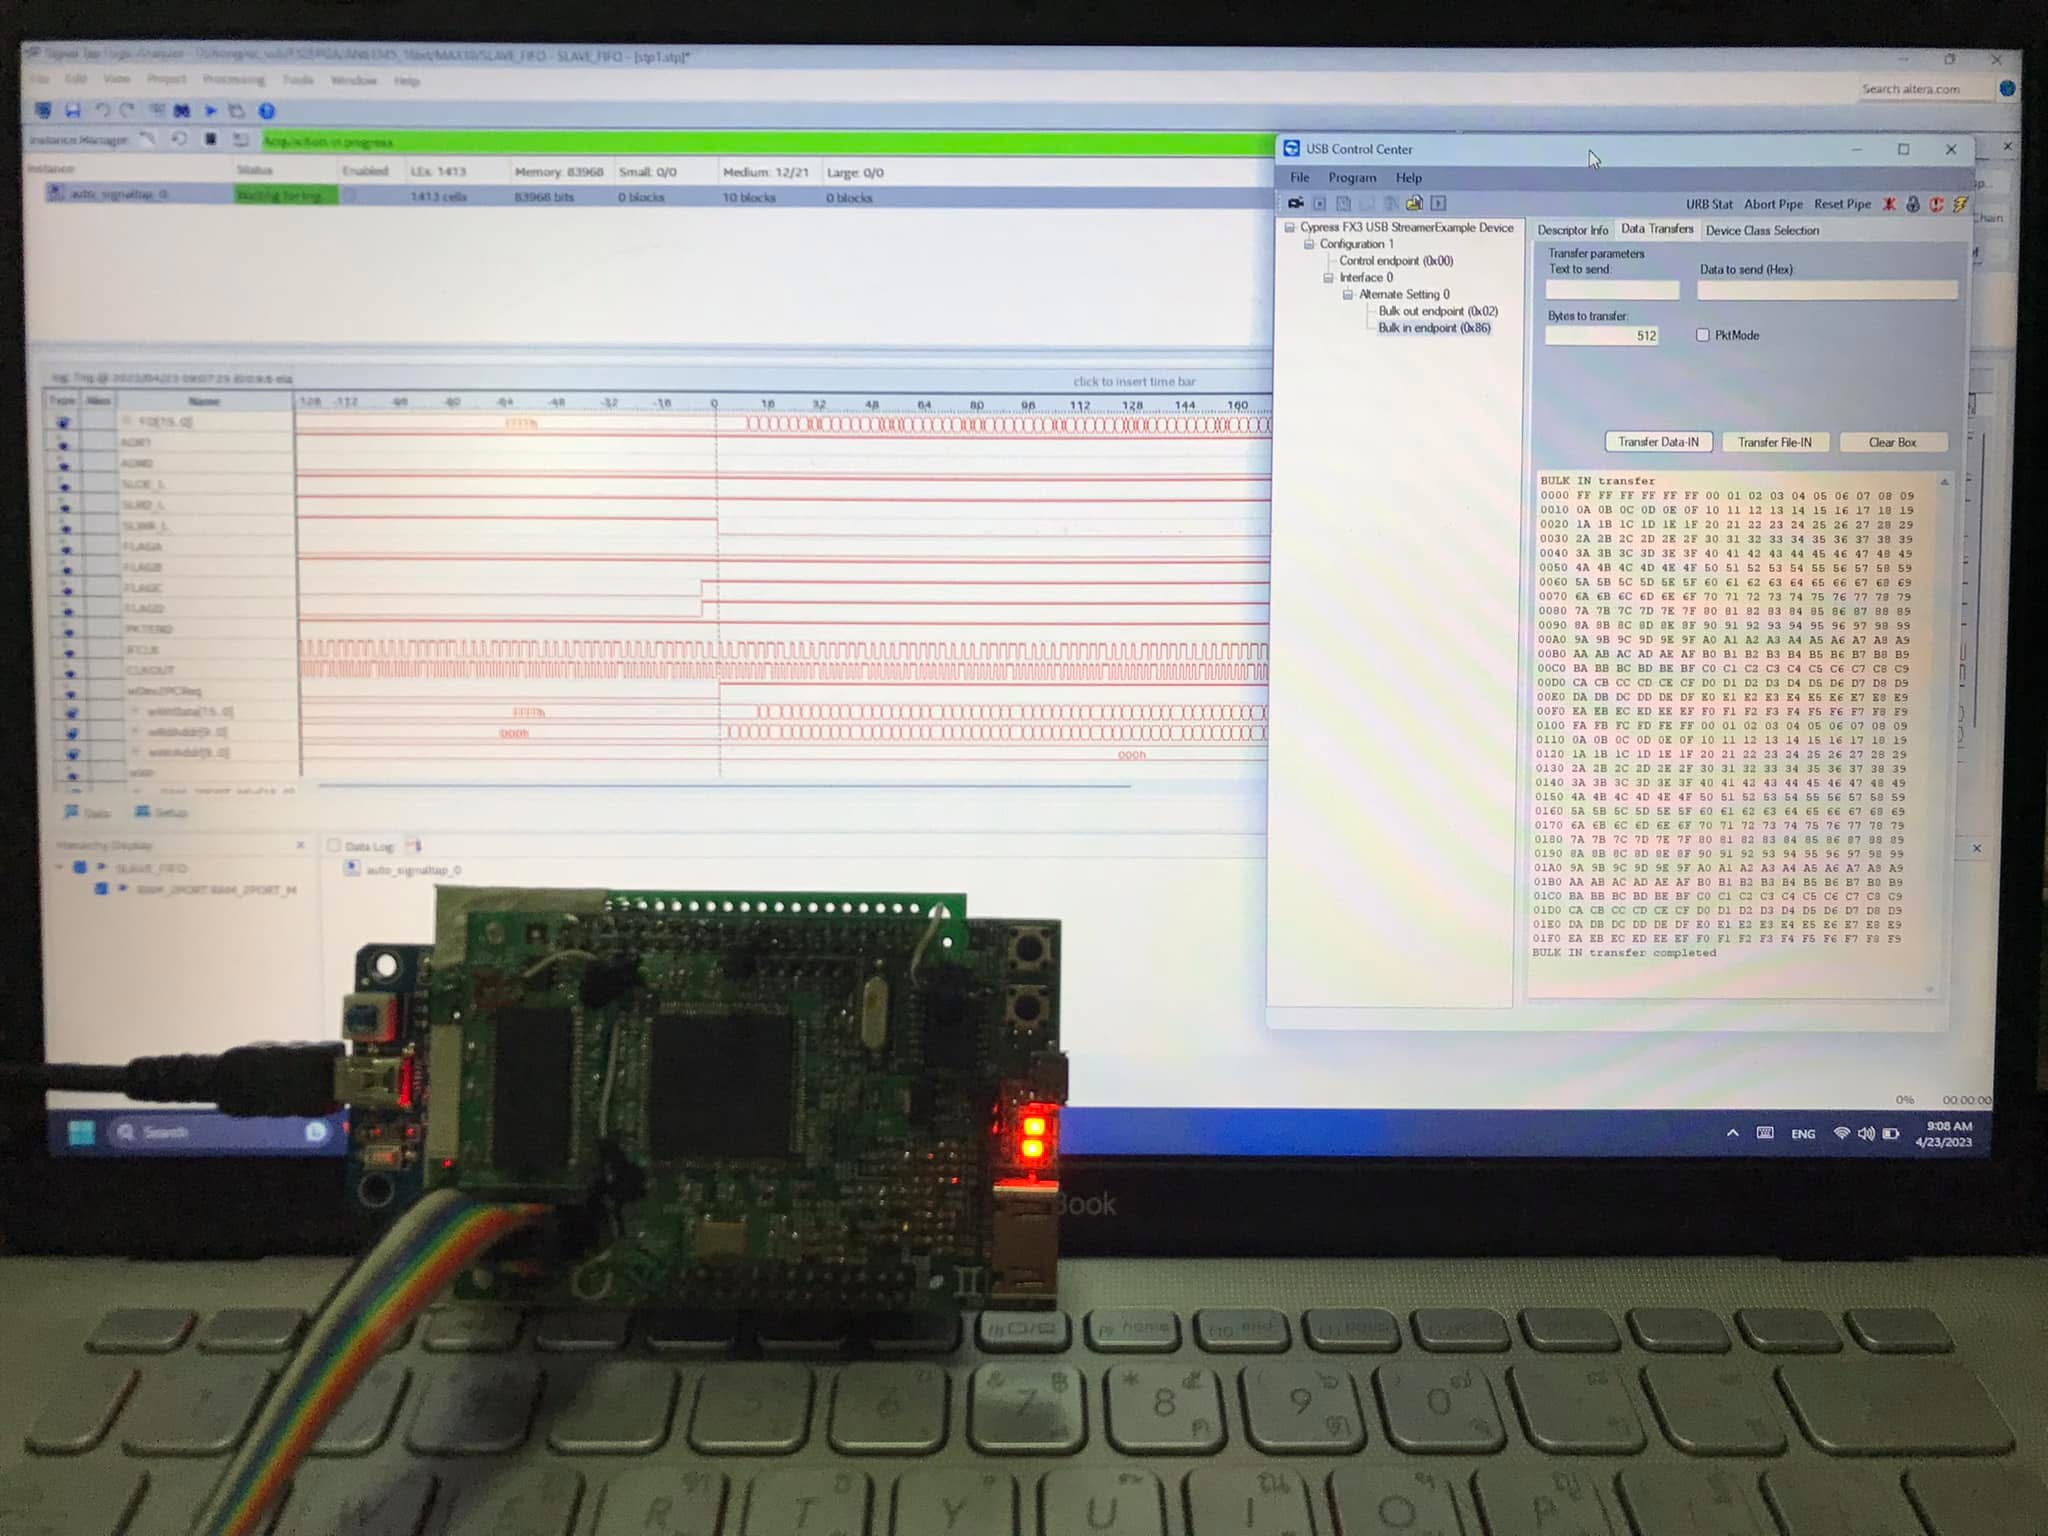 SLAVE_FIFO - SLAVE_FIFO - [stp1.stp]*
File Edit View Project Processing Tools Window Help
Search altera.com
Instance Manager:
Acquisition in progress
Instance Status Enabled LEs: 1413 Memory: 83968 Small: 0/0 Medium: 12/21 Large: 0/0
auto_signaltap_0 1413 cells 83968 bits 0 blocks 10 blocks 0 blocks
click to insert time bar
Type Alias Name -112 -96 -80 -64 -48 -32 -16 0 16 32 48 64 80 96 112 128 144 160
FLAGA
FLAGB
FLAGC
FLAGD
PKTEND
IFCLK
CLKOUT
000h
000h
Data Setup
Hierarchy Display
Data Log:
SLAVE_FIFO
auto_signaltap_0
USB Control Center
File Program Help
URB Stat Abort Pipe Reset Pipe
Cypress FX3 USB StreamerExample Device
Configuration 1
Control endpoint (0x00)
Interface 0
Alternate Setting 0
Bulk out endpoint (0x02)
Bulk in endpoint (0x86)
Descriptor Info Data Transfers Device Class Selection
Transfer parameters
Text to send: Data to send (Hex):
Bytes to transfer:
512 PktMode
Transfer Data-IN Transfer File-IN Clear Box
BULK IN transfer
0000 FF FF FF FF FF FF 00 01 02 03 04 05 06 07 08 09
0010 0A 0B 0C 0D 0E 0F 10 11 12 13 14 15 16 17 18 19
0020 1A 1B 1C 1D 1E 1F 20 21 22 23 24 25 26 27 28 29
0030 2A 2B 2C 2D 2E 2F 30 31 32 33 34 35 36 37 38 39
0040 3A 3B 3C 3D 3E 3F 40 41 42 43 44 45 46 47 48 49
0050 4A 4B 4C 4D 4E 4F 50 51 52 53 54 55 56 57 58 59
0060 5A 5B 5C 5D 5E 5F 60 61 62 63 64 65 66 67 68 69
0070 6A 6B 6C 6D 6E 6F 70 71 72 73 74 75 76 77 78 79
0080 7A 7B 7C 7D 7E 7F 80 81 82 83 84 85 86 87 88 89
0090 8A 8B 8C 8D 8E 8F 90 91 92 93 94 95 96 97 98 99
00A0 9A 9B 9C 9D 9E 9F A0 A1 A2 A3 A4 A5 A6 A7 A8 A9
00B0 AA AB AC AD AE AF B0 B1 B2 B3 B4 B5 B6 B7 B8 B9
00C0 BA BB BC BD BE BF C0 C1 C2 C3 C4 C5 C6 C7 C8 C9
00D0 CA CB CC CD CE CF D0 D1 D2 D3 D4 D5 D6 D7 D8 D9
00E0 DA DB DC DD DE DF E0 E1 E2 E3 E4 E5 E6 E7 E8 E9
00F0 EA EB EC ED EE EF F0 F1 F2 F3 F4 F5 F6 F7 F8 F9
0100 FA FB FC FD FE FF 00 01 02 03 04 05 06 07 08 09
0110 0A 0B 0C 0D 0E 0F 10 11 12 13 14 15 16 17 18 19
0120 1A 1B 1C 1D 1E 1F 20 21 22 23 24 25 26 27 28 29
0130 2A 2B 2C 2D 2E 2F 30 31 32 33 34 35 36 37 38 39
0140 3A 3B 3C 3D 3E 3F 40 41 42 43 44 45 46 47 48 49
0150 4A 4B 4C 4D 4E 4F 50 51 52 53 54 55 56 57 58 59
0160 5A 5B 5C 5D 5E 5F 60 61 62 63 64 65 66 67 68 69
0170 6A 6B 6C 6D 6E 6F 70 71 72 73 74 75 76 77 78 79
0180 7A 7B 7C 7D 7E 7F 80 81 82 83 84 85 86 87 88 89
0190 8A 8B 8C 8D 8E 8F 90 91 92 93 94 95 96 97 98 99
01A0 9A 9B 9C 9D 9E 9F A0 A1 A2 A3 A4 A5 A6 A7 A8 A9
01B0 AA AB AC AD AE AF B0 B1 B2 B3 B4 B5 B6 B7 B8 B9
01C0 BA BB BC BD BE BF C0 C1 C2 C3 C4 C5 C6 C7 C8 C9
01D0 CA CB CC CD CE CF D0 D1 D2 D3 D4 D5 D6 D7 D8 D9
01E0 DA DB DC DD DE DF E0 E1 E2 E3 E4 E5 E6 E7 E8 E9
01F0 EA EB EC ED EE EF F0 F1 F2 F3 F4 F5 F6 F7 F8 F9
BULK IN transfer completed
0% 00:00:00
Search
ENG
9:08 AM
4/23/2023
Book
home end
7 8 9 0
R T Y U I O